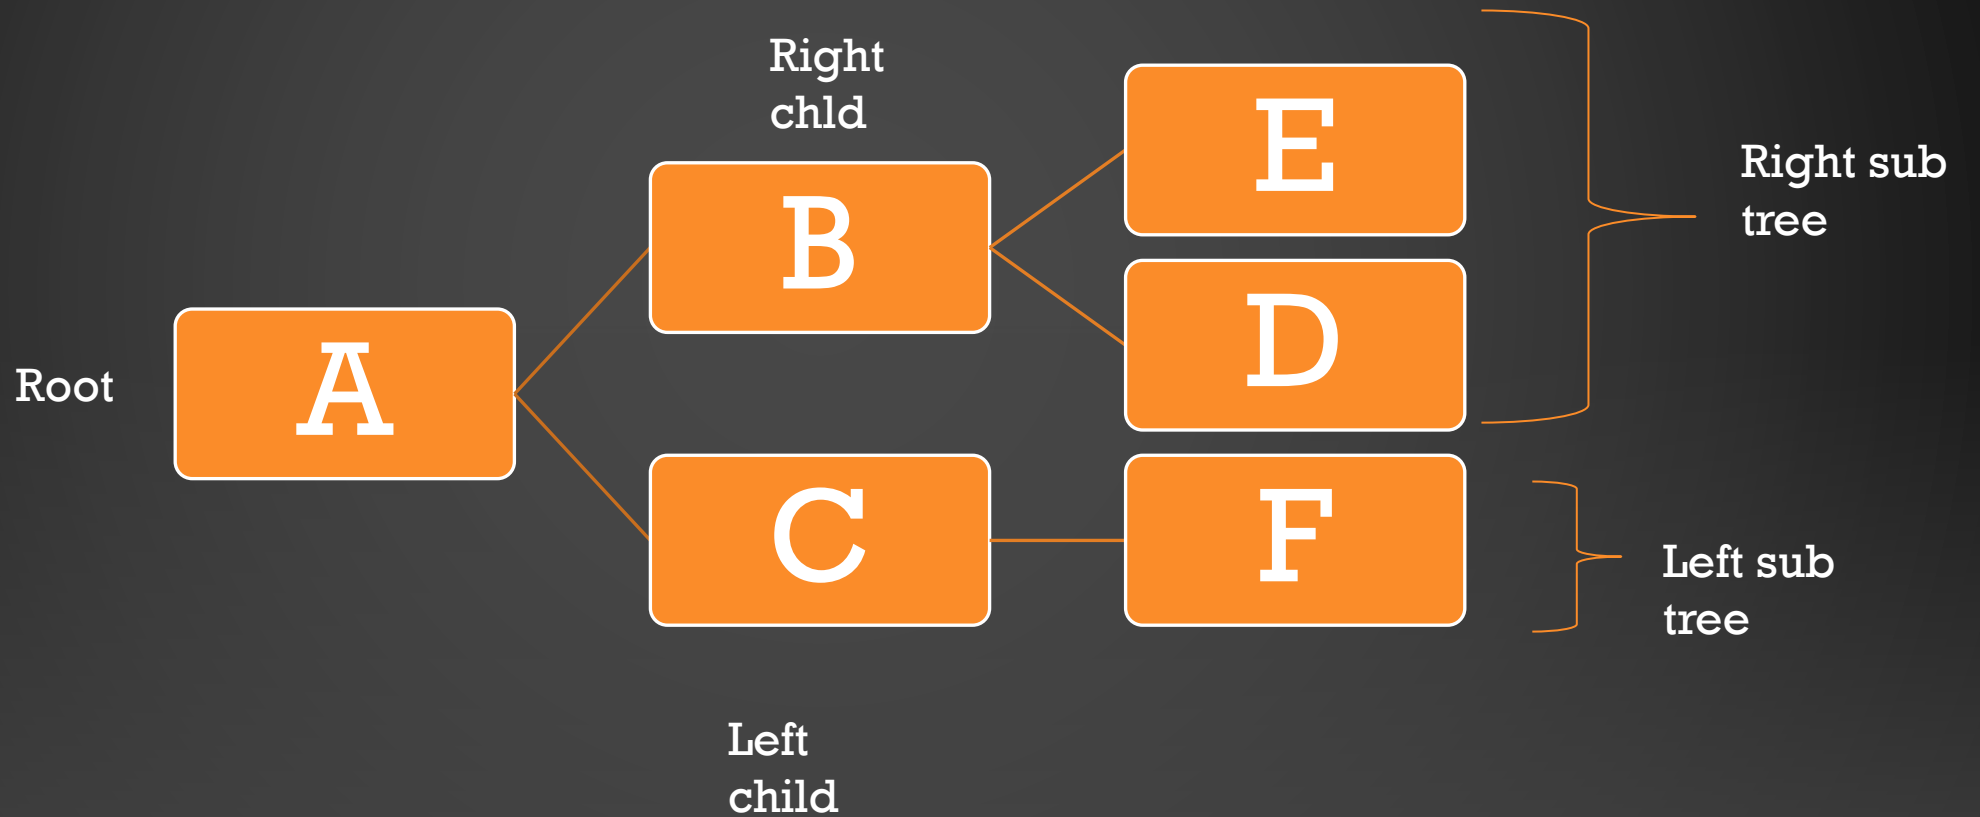 Right
chld
E
Right sub
tree
B
D
Root
A
C
F
Left sub
tree
Left
child